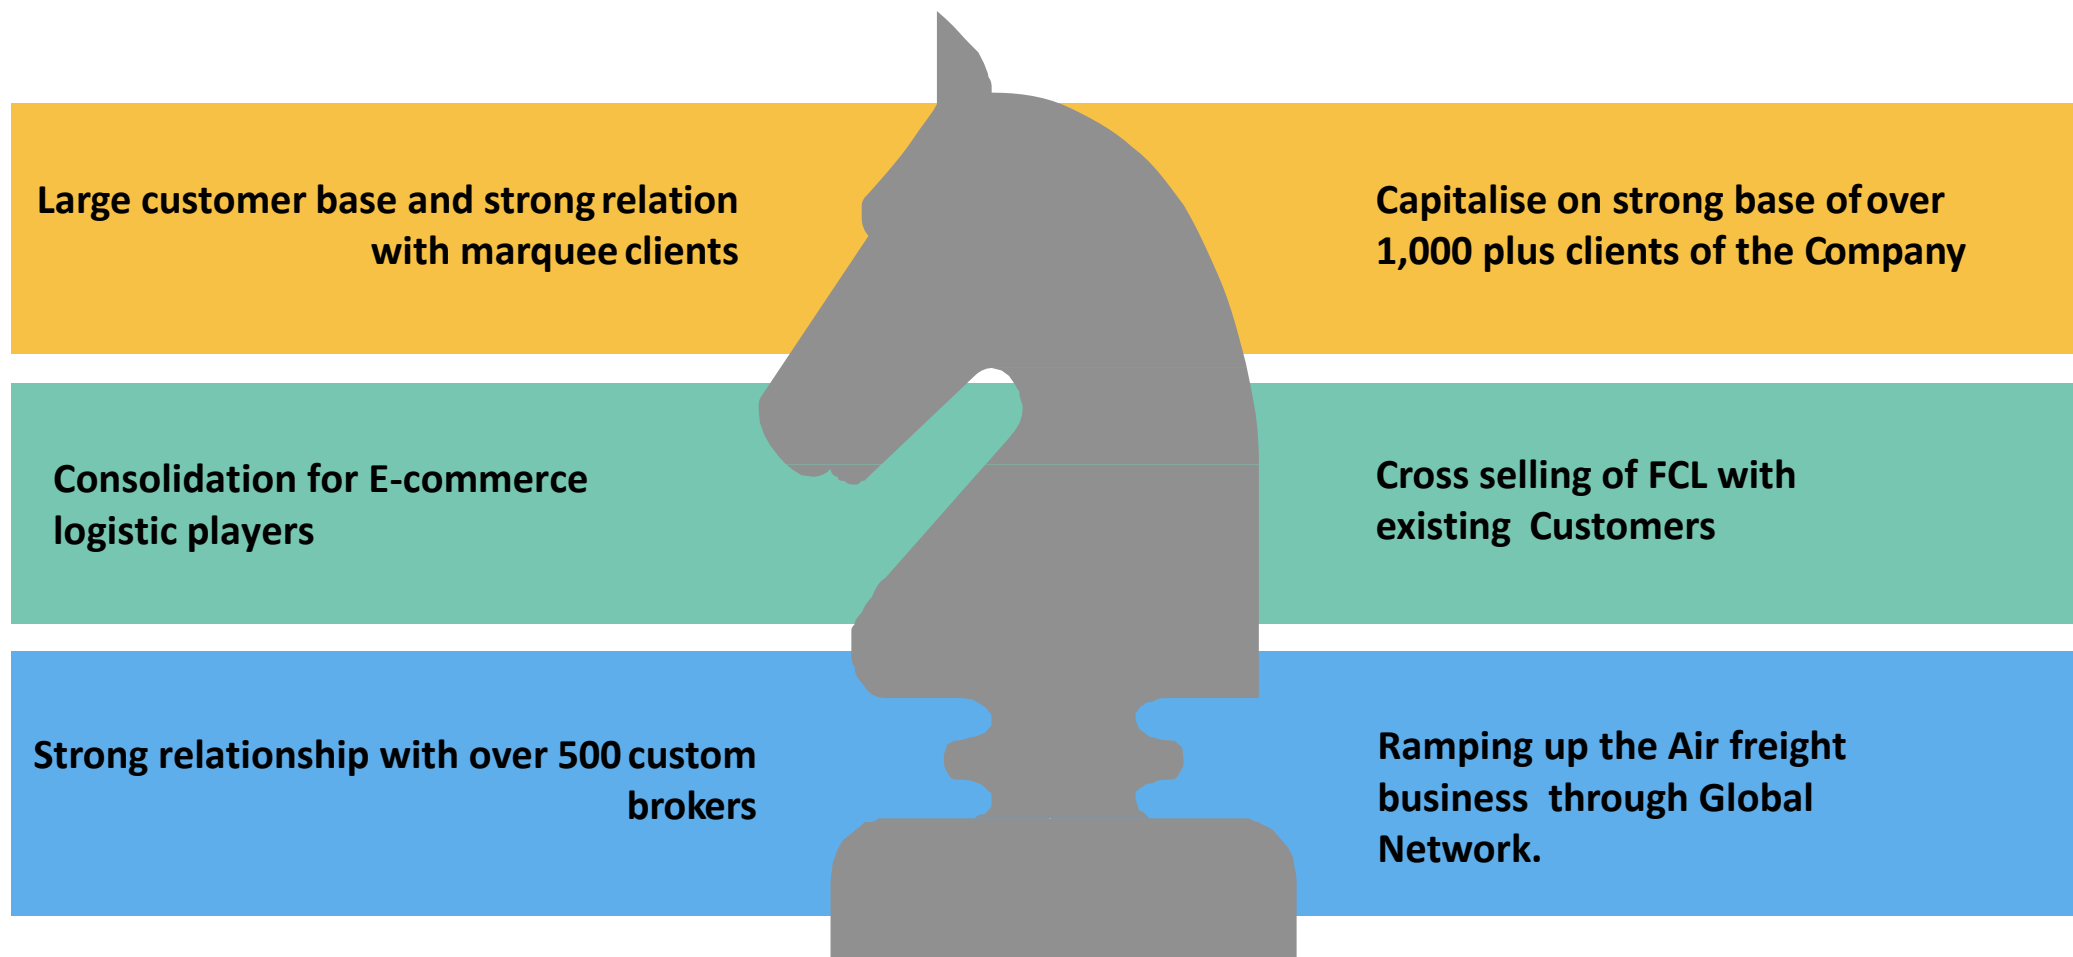 Large customer base and strong relation
with marquee clients
Capitalise on strong base of over
1,000 plus clients of the Company
Consolidation for E-commerce
logistic players
Cross selling of FCL with
existing Customers
Strong relationship with over 500 custom
brokers
Ramping up the Air freight
business through Global
Network.